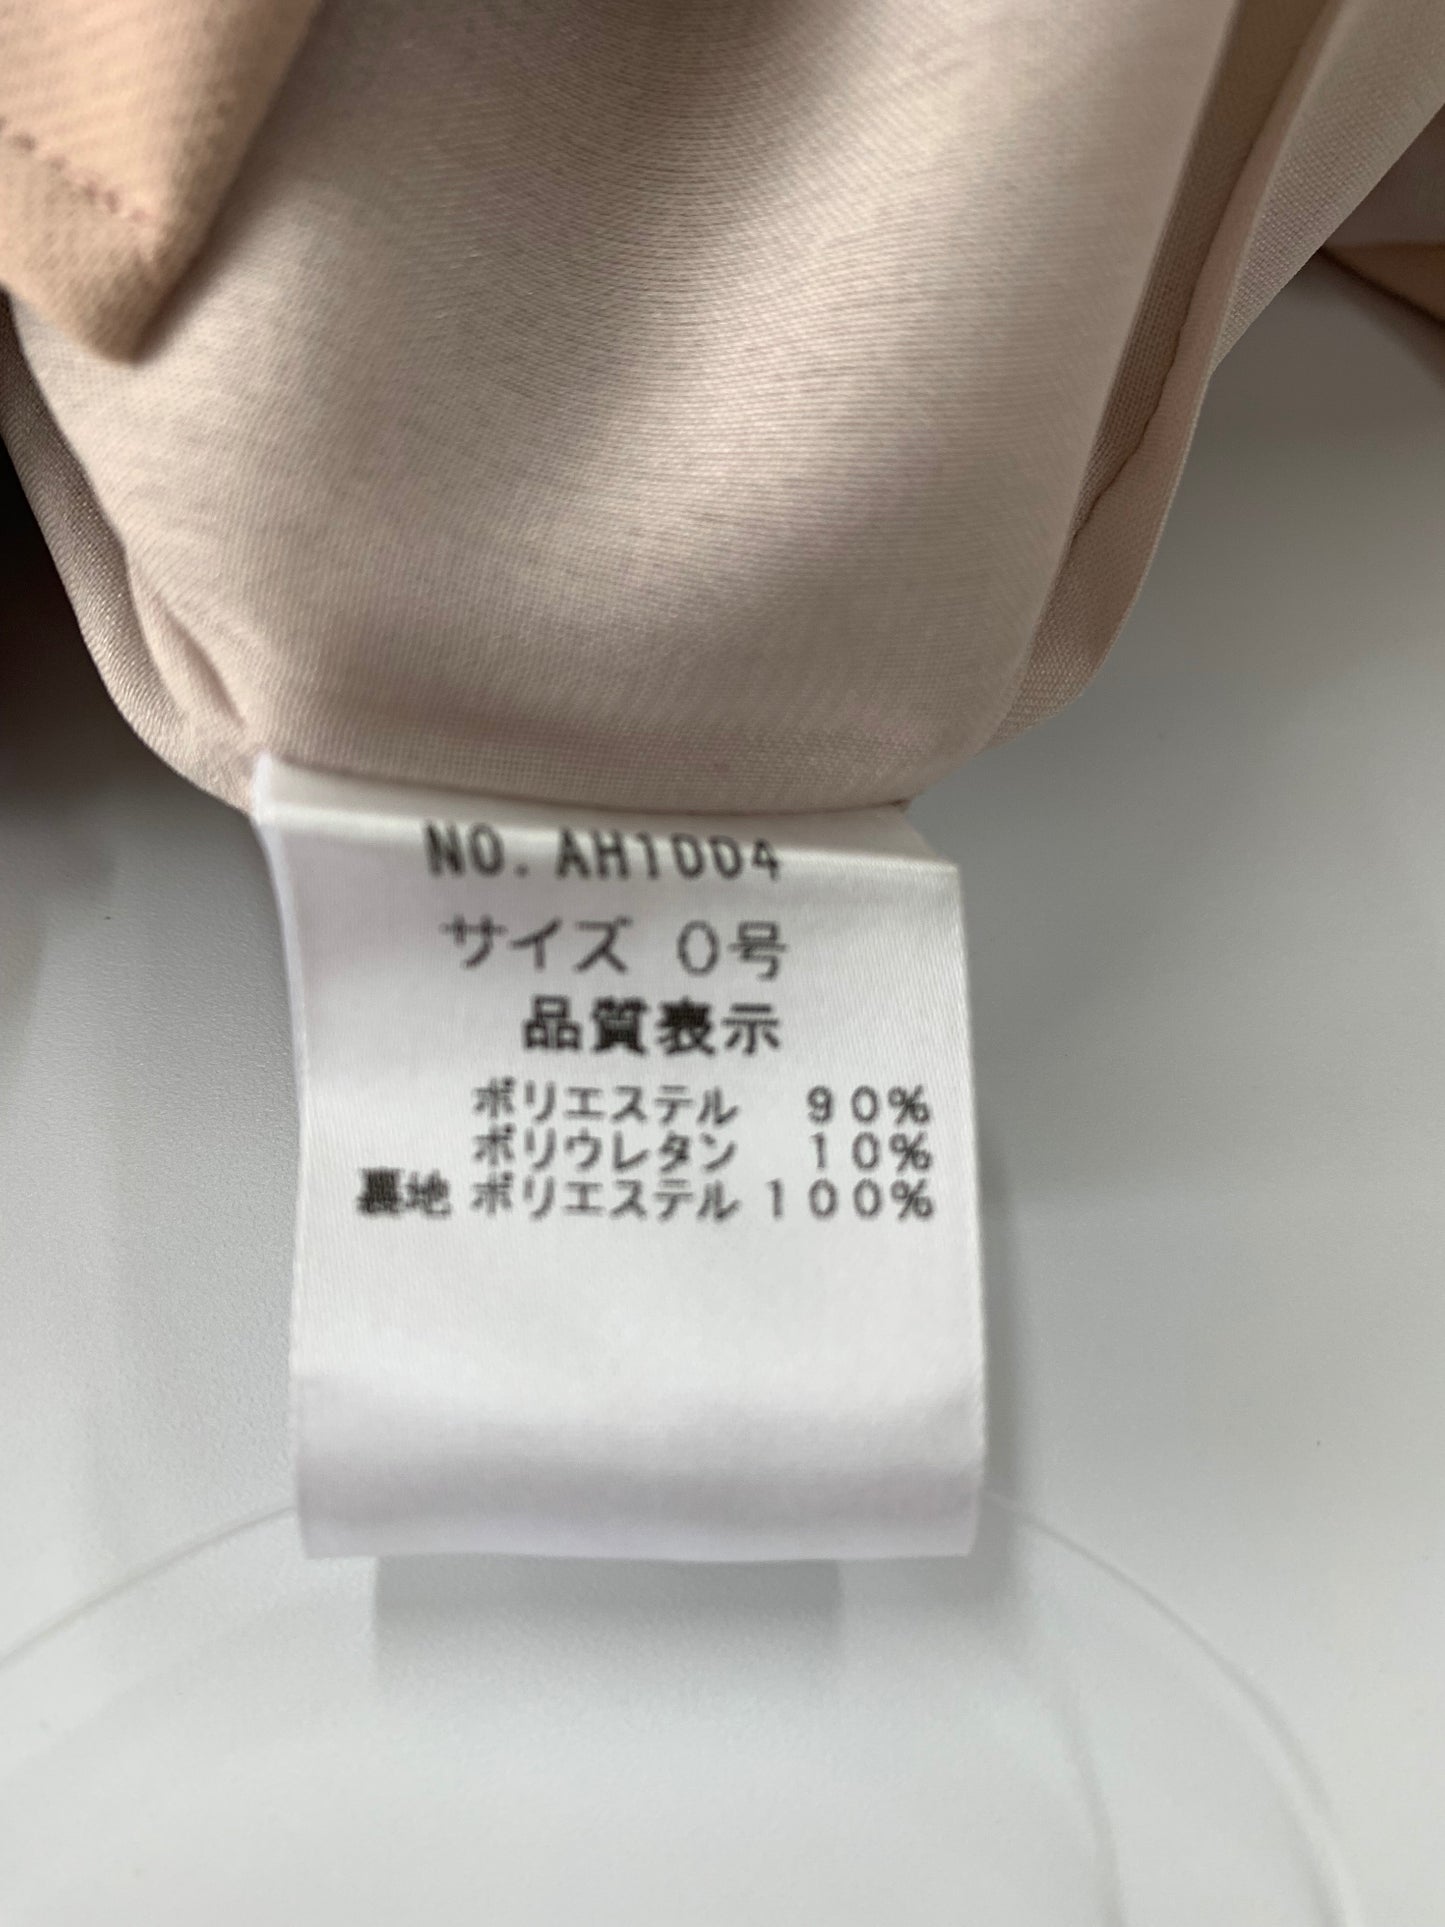 NO. AH1004
サイズ 0号
品質表示
ポリエステル 90%
ポリウレタン 10%
裏地 ポリエステル 100%